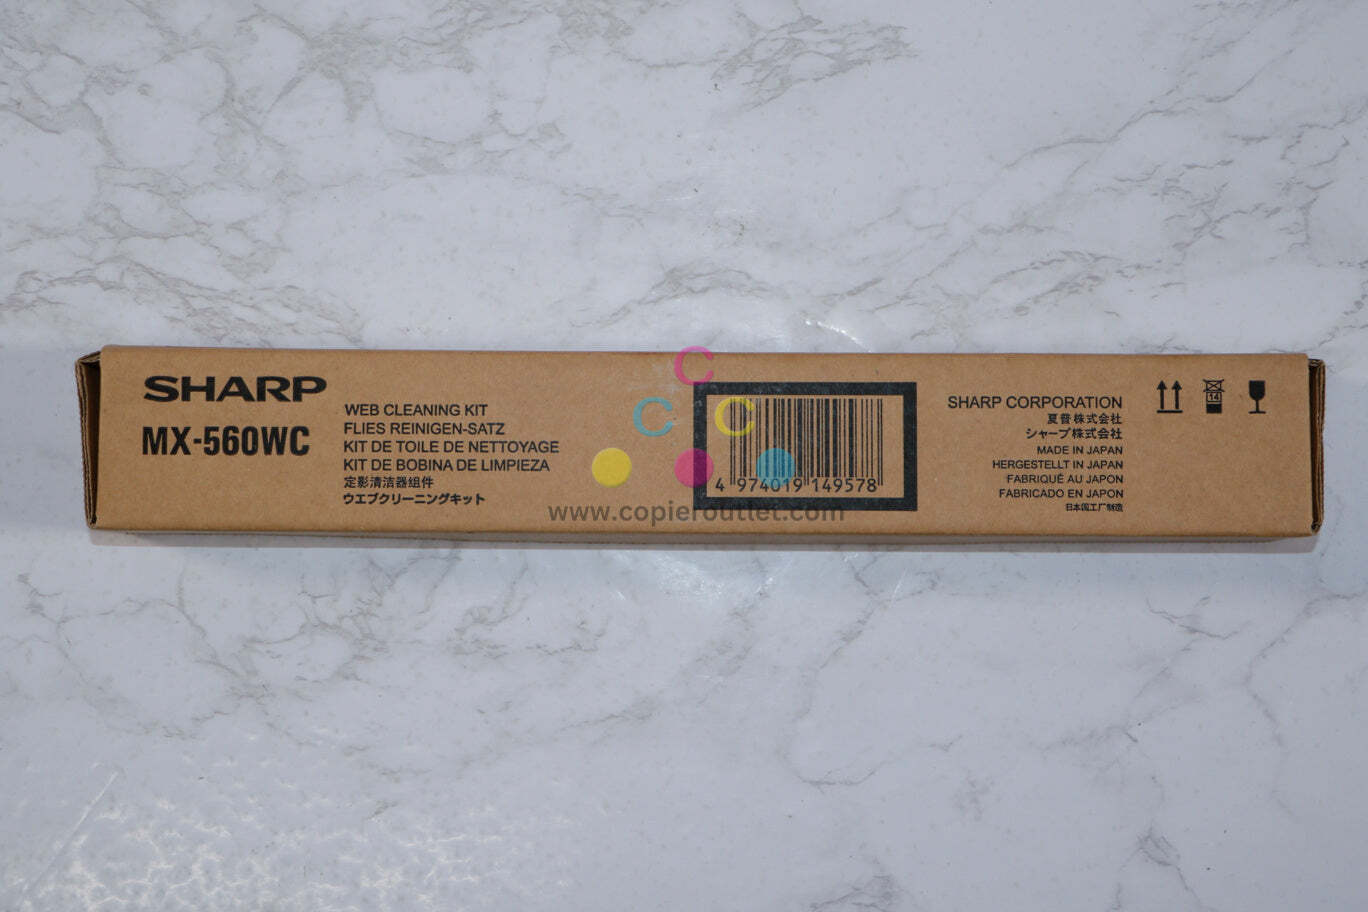 SHARP
MX-560WC
WEB CLEANING KIT
FLIES REINIGEN-SATZ
KIT DE TOILE DE NETTOYAGE
KIT DE BOBINA DE LIMPIEZA
定影清洁器组件
ウエブクリーニングキット
C
C C
4 974019 149578
www.copieroutlet.com
SHARP CORPORATION
夏普株式会社
シャープ株式会社
MADE IN JAPAN
HERGESTELLT IN JAPAN
FABRIQUÉ AU JAPON
FABRICADO EN JAPON
日本国工厂制造
14